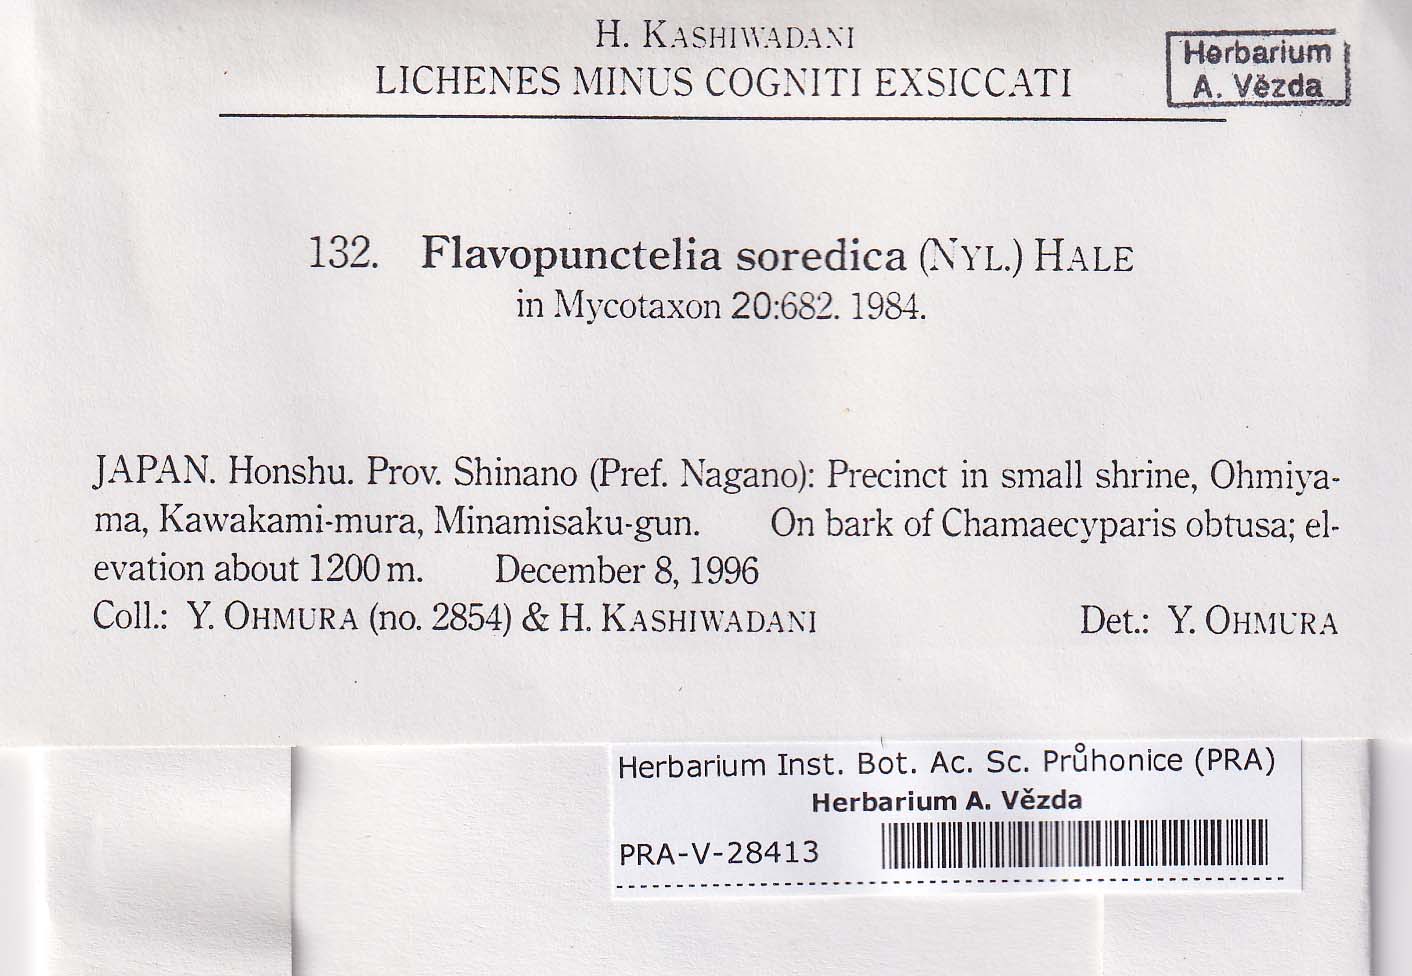 H. KASHIWADANI
LICHENES MINUS COGNITI EXSICCATI
Herbarium
A. Vězda
132. Flavopunctelia soredica (NYL.) HALE
in Mycotaxon 20:682. 1984.
JAPAN. Honshu. Prov. Shinano (Pref. Nagano): Precinct in small shrine, Ohmiya-
ma, Kawakami-mura, Minamisaku-gun. On bark of Chamaecyparis obtusa; el-
evation about 1200 m. December 8, 1996
Coll.: Y. OHMURA (no. 2854) & H. KASHIWADANI Det.: Y. OHMURA
Herbarium Inst. Bot. Ac. Sc. Průhonice (PRA)
Herbarium A. Vězda
PRA-V-28413